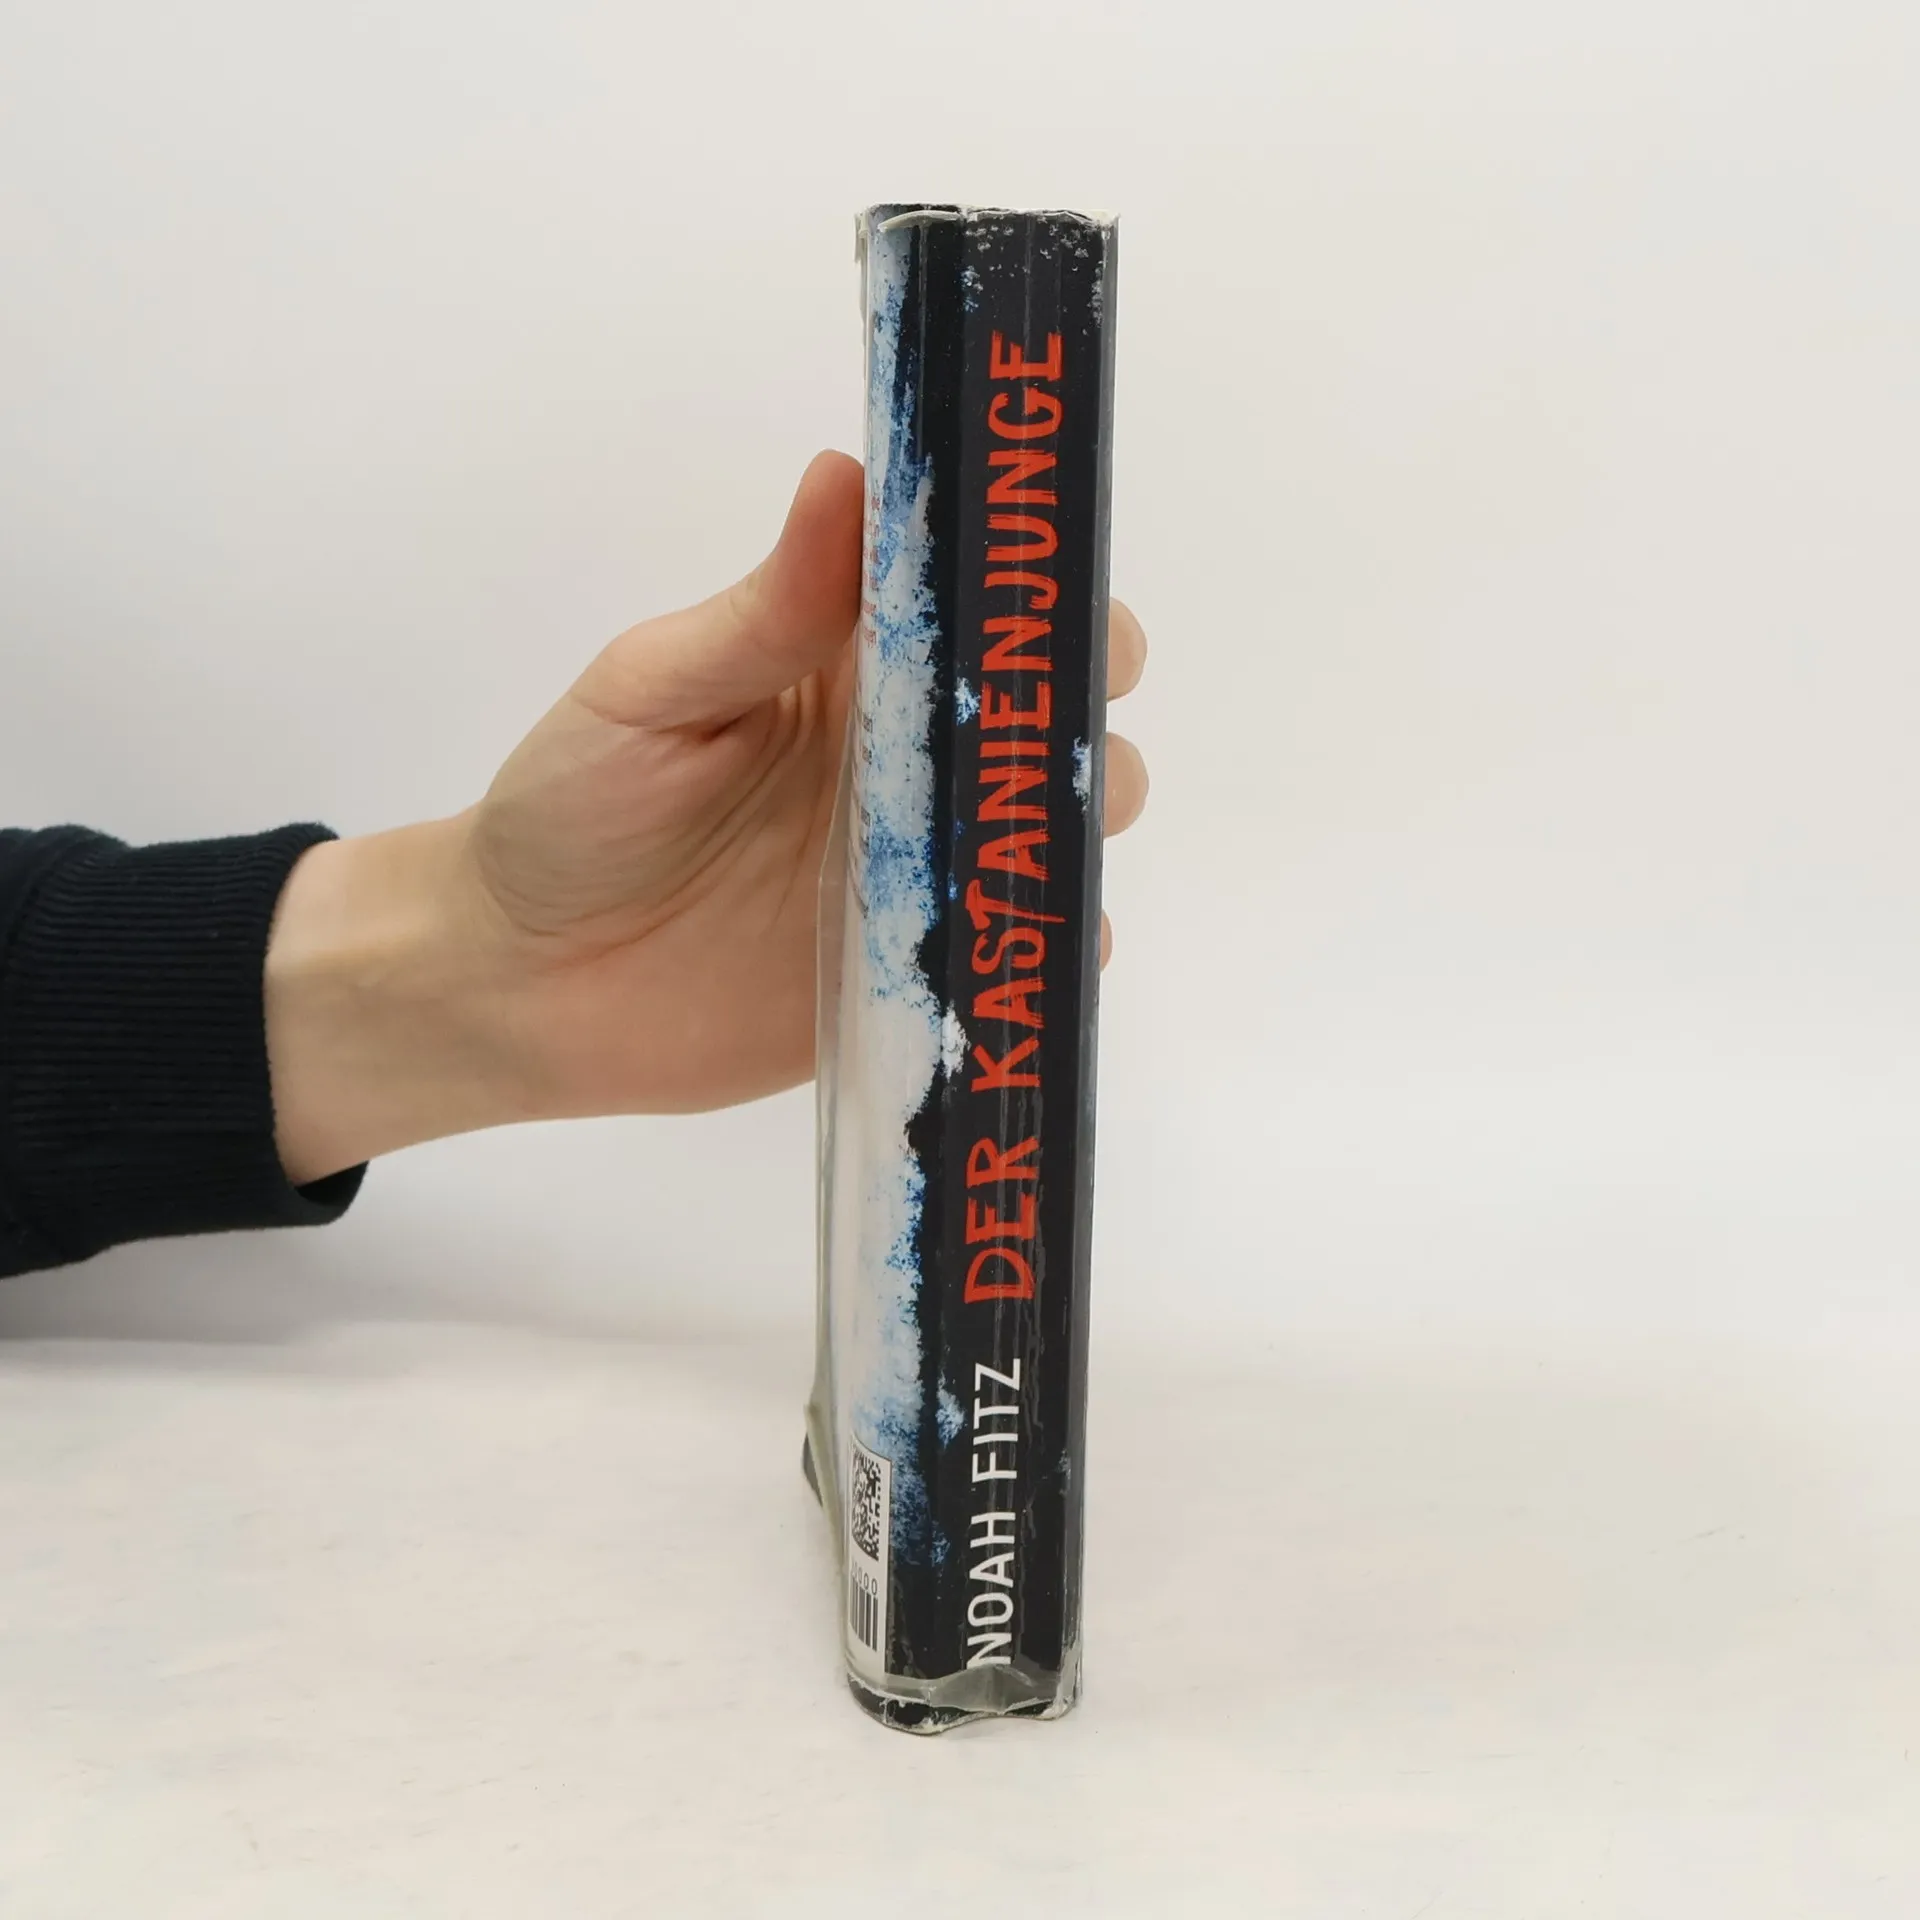 NOAH FITZ DER KASTANIENJUNGE